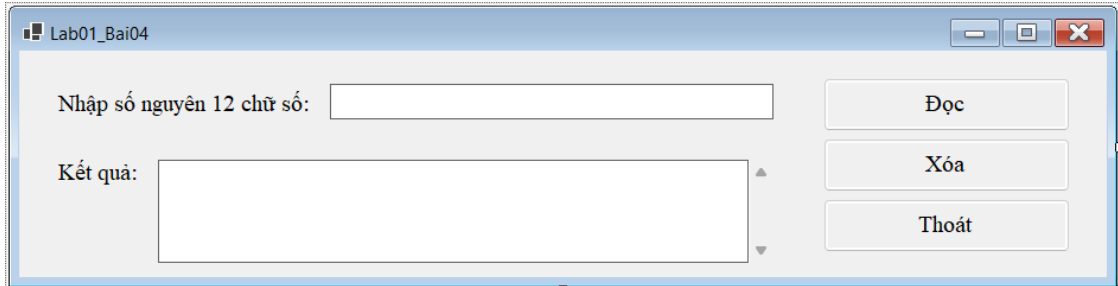 Lab01_Bai04
Nhập số nguyên 12 chữ số:
Đọc
Kết quả:
Xóa
Thoát